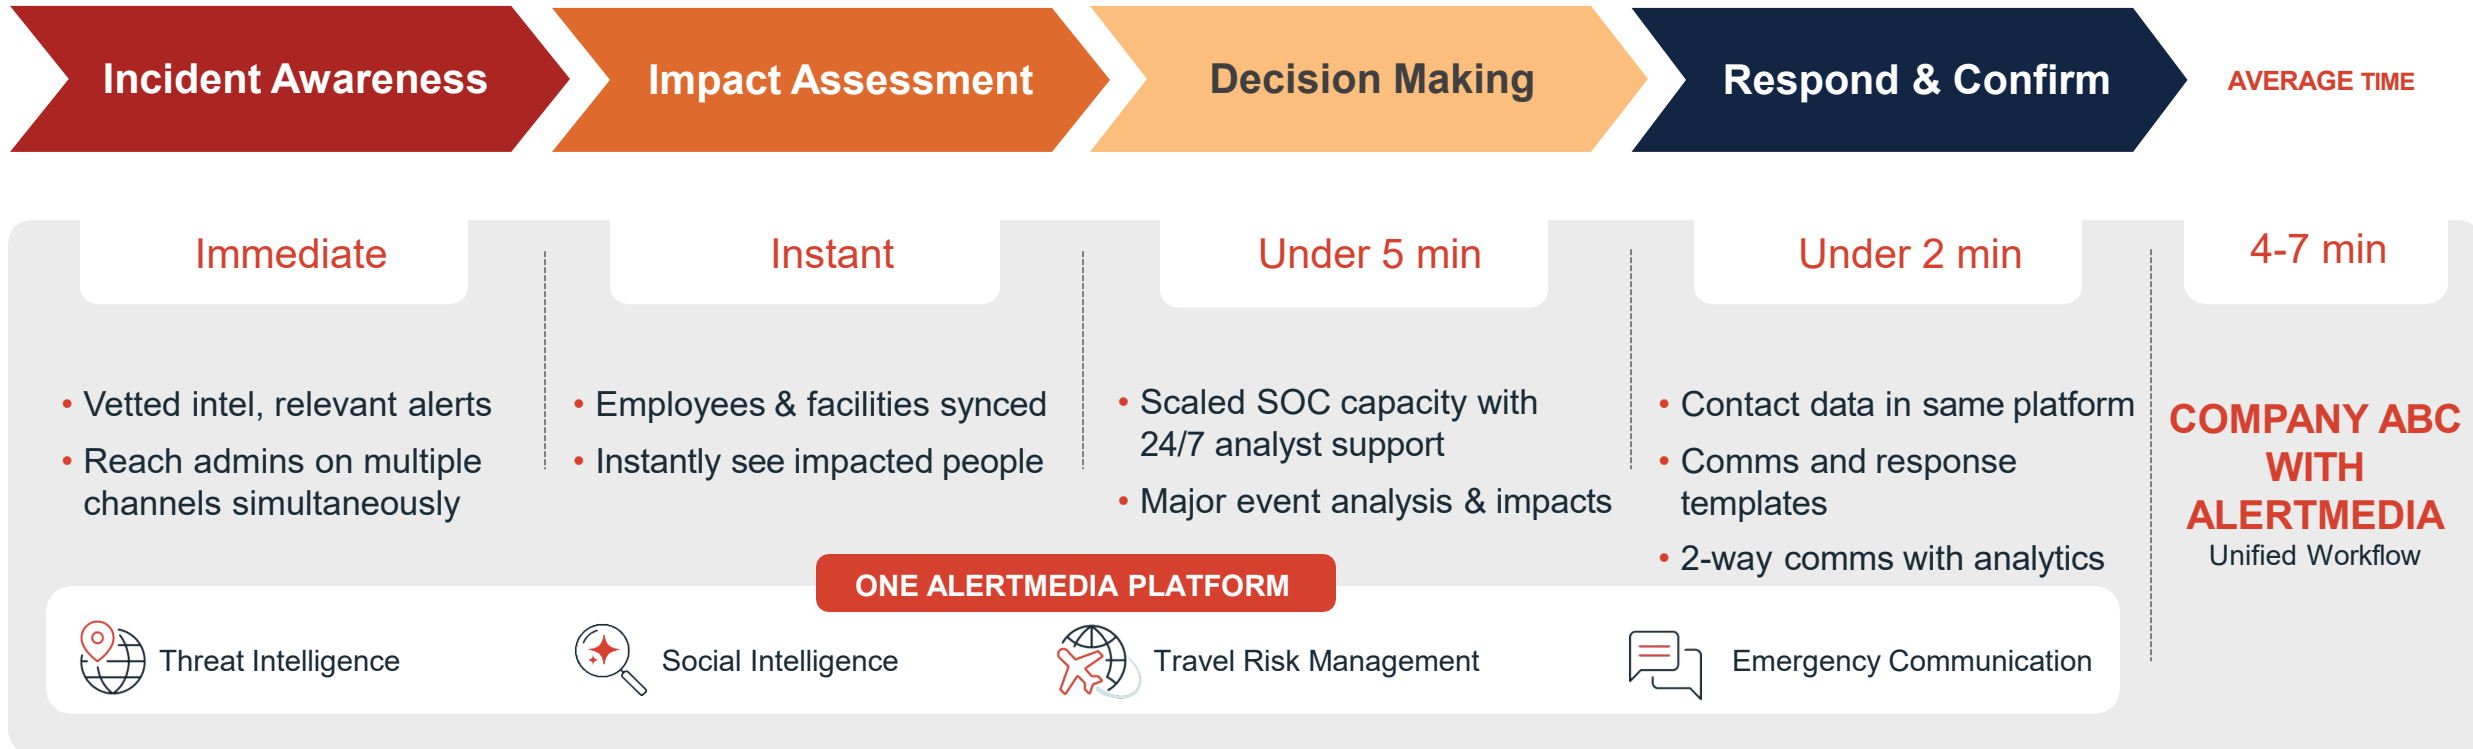 Incident Awareness
Impact Assessment
Decision Making
Respond & Confirm
AVERAGE TIME
Immediate
Instant
Under 5 min
Under 2 min
4-7 min
• Vetted intel, relevant alerts
• Reach admins on multiple
channels simultaneously
• Employees & facilities synced
• Instantly see impacted people
• Scaled SOC capacity with
24/7 analyst support
• Major event analysis & impacts
• Contact data in same platform
• Comms and response
templates
• 2-way comms with analytics
COMPANY ABC
WITH
ALERTMEDIA
Unified Workflow
ONE ALERTMEDIA PLATFORM
Threat Intelligence
Social Intelligence
Travel Risk Management
Emergency Communication